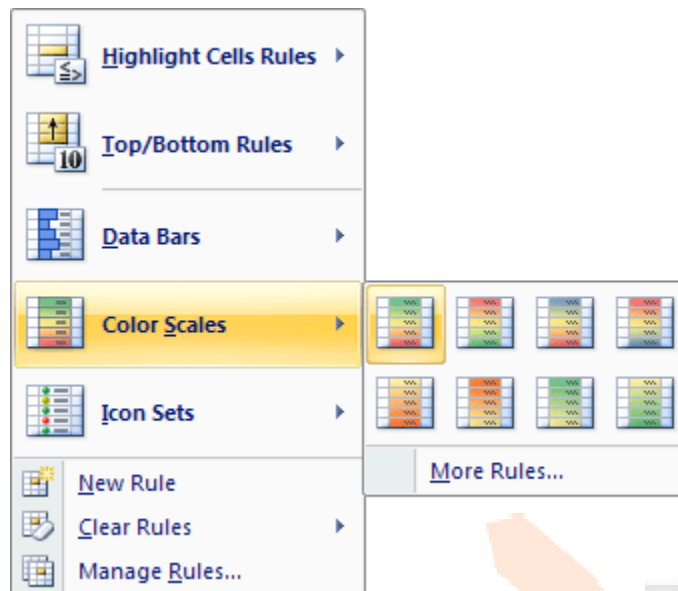 Highlight Cells Rules
Top/Bottom Rules
10
Data Bars
Color Scales
Icon Sets
More Rules...
New Rule
Clear Rules
Manage Rules...